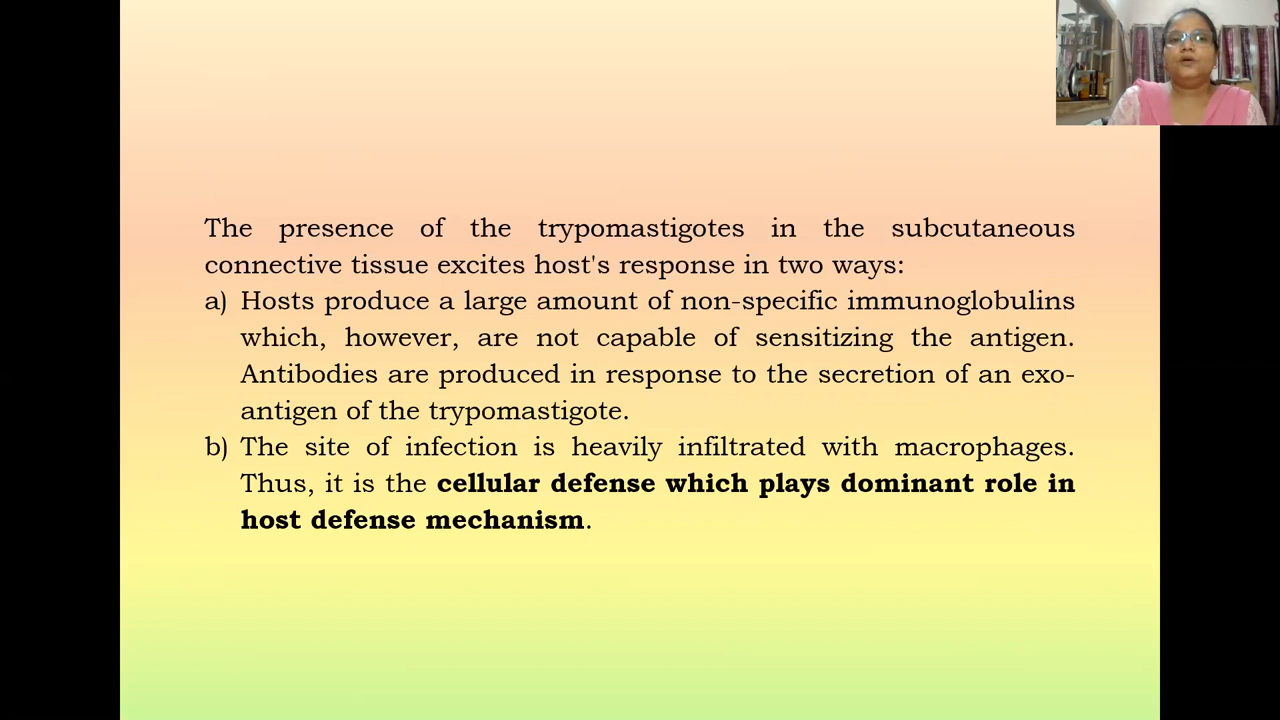 The presence of the trypomastigotes in the subcutaneous
connective tissue excites host's response in two ways:
a) Hosts produce a large amount of non-specific immunoglobulins
which, however, are not capable of sensitizing the antigen.
Antibodies are produced in response to the secretion of an exo-
antigen of the trypomastigote.
b) The site of infection is heavily infiltrated with macrophages.
Thus, it is the cellular defense which plays dominant role in
host defense mechanism.